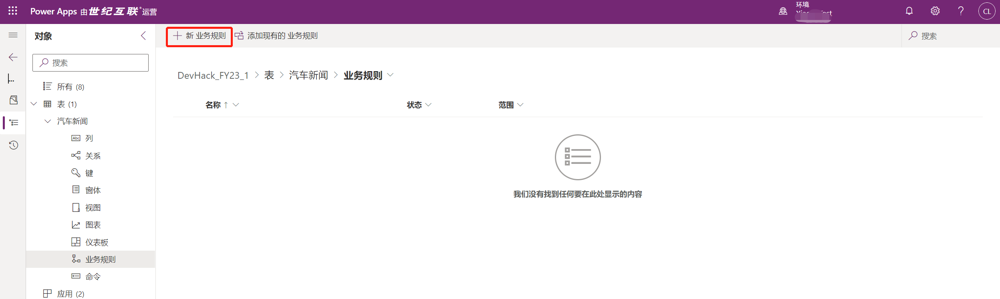 Power Apps 由世纪互联®运营
环境
CL
对象
搜索
所有 (8)
表 (1)
汽车新闻
Abc 列
关系
键
窗体
视图
图表
仪表板
业务规则
命令
应用 (2)
新 业务规则
添加现有的 业务规则
搜索
DevHack_FY23_1 > 表 > 汽车新闻 > 业务规则
名称 ↑ 状态 范围
我们没有找到任何要在此处显示的内容